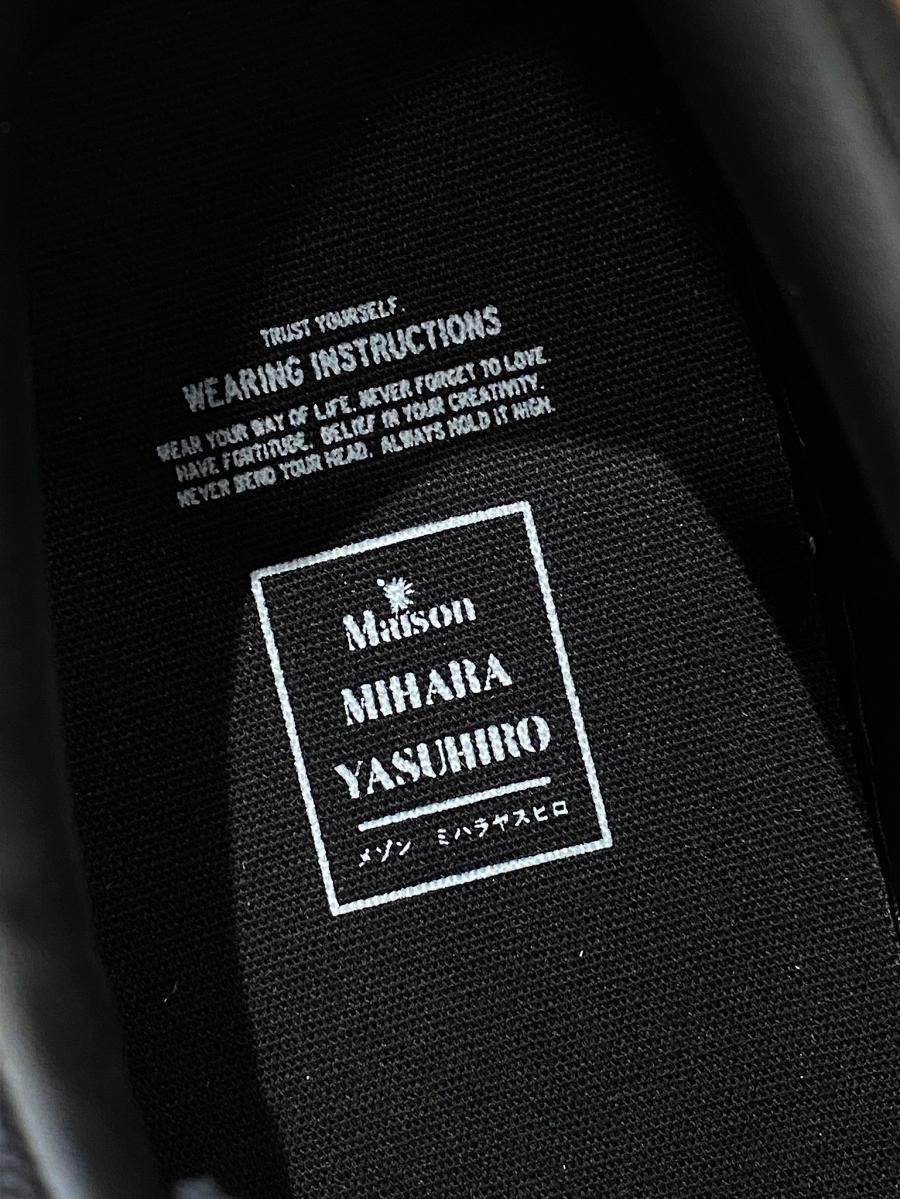 TRUST YOURSELF.
WEARING INSTRUCTIONS
WEAR YOUR WAY OF LIFE. NEVER FORGET TO LOVE.
HAVE FORTITUDE. BELIEF IN YOUR CREATIVITY.
NEVER BEND YOUR HEAD. ALWAYS HOLD IT HIGH.
Maison
MIHARA
YASUHIRO
メゾン ミハラヤスヒロ